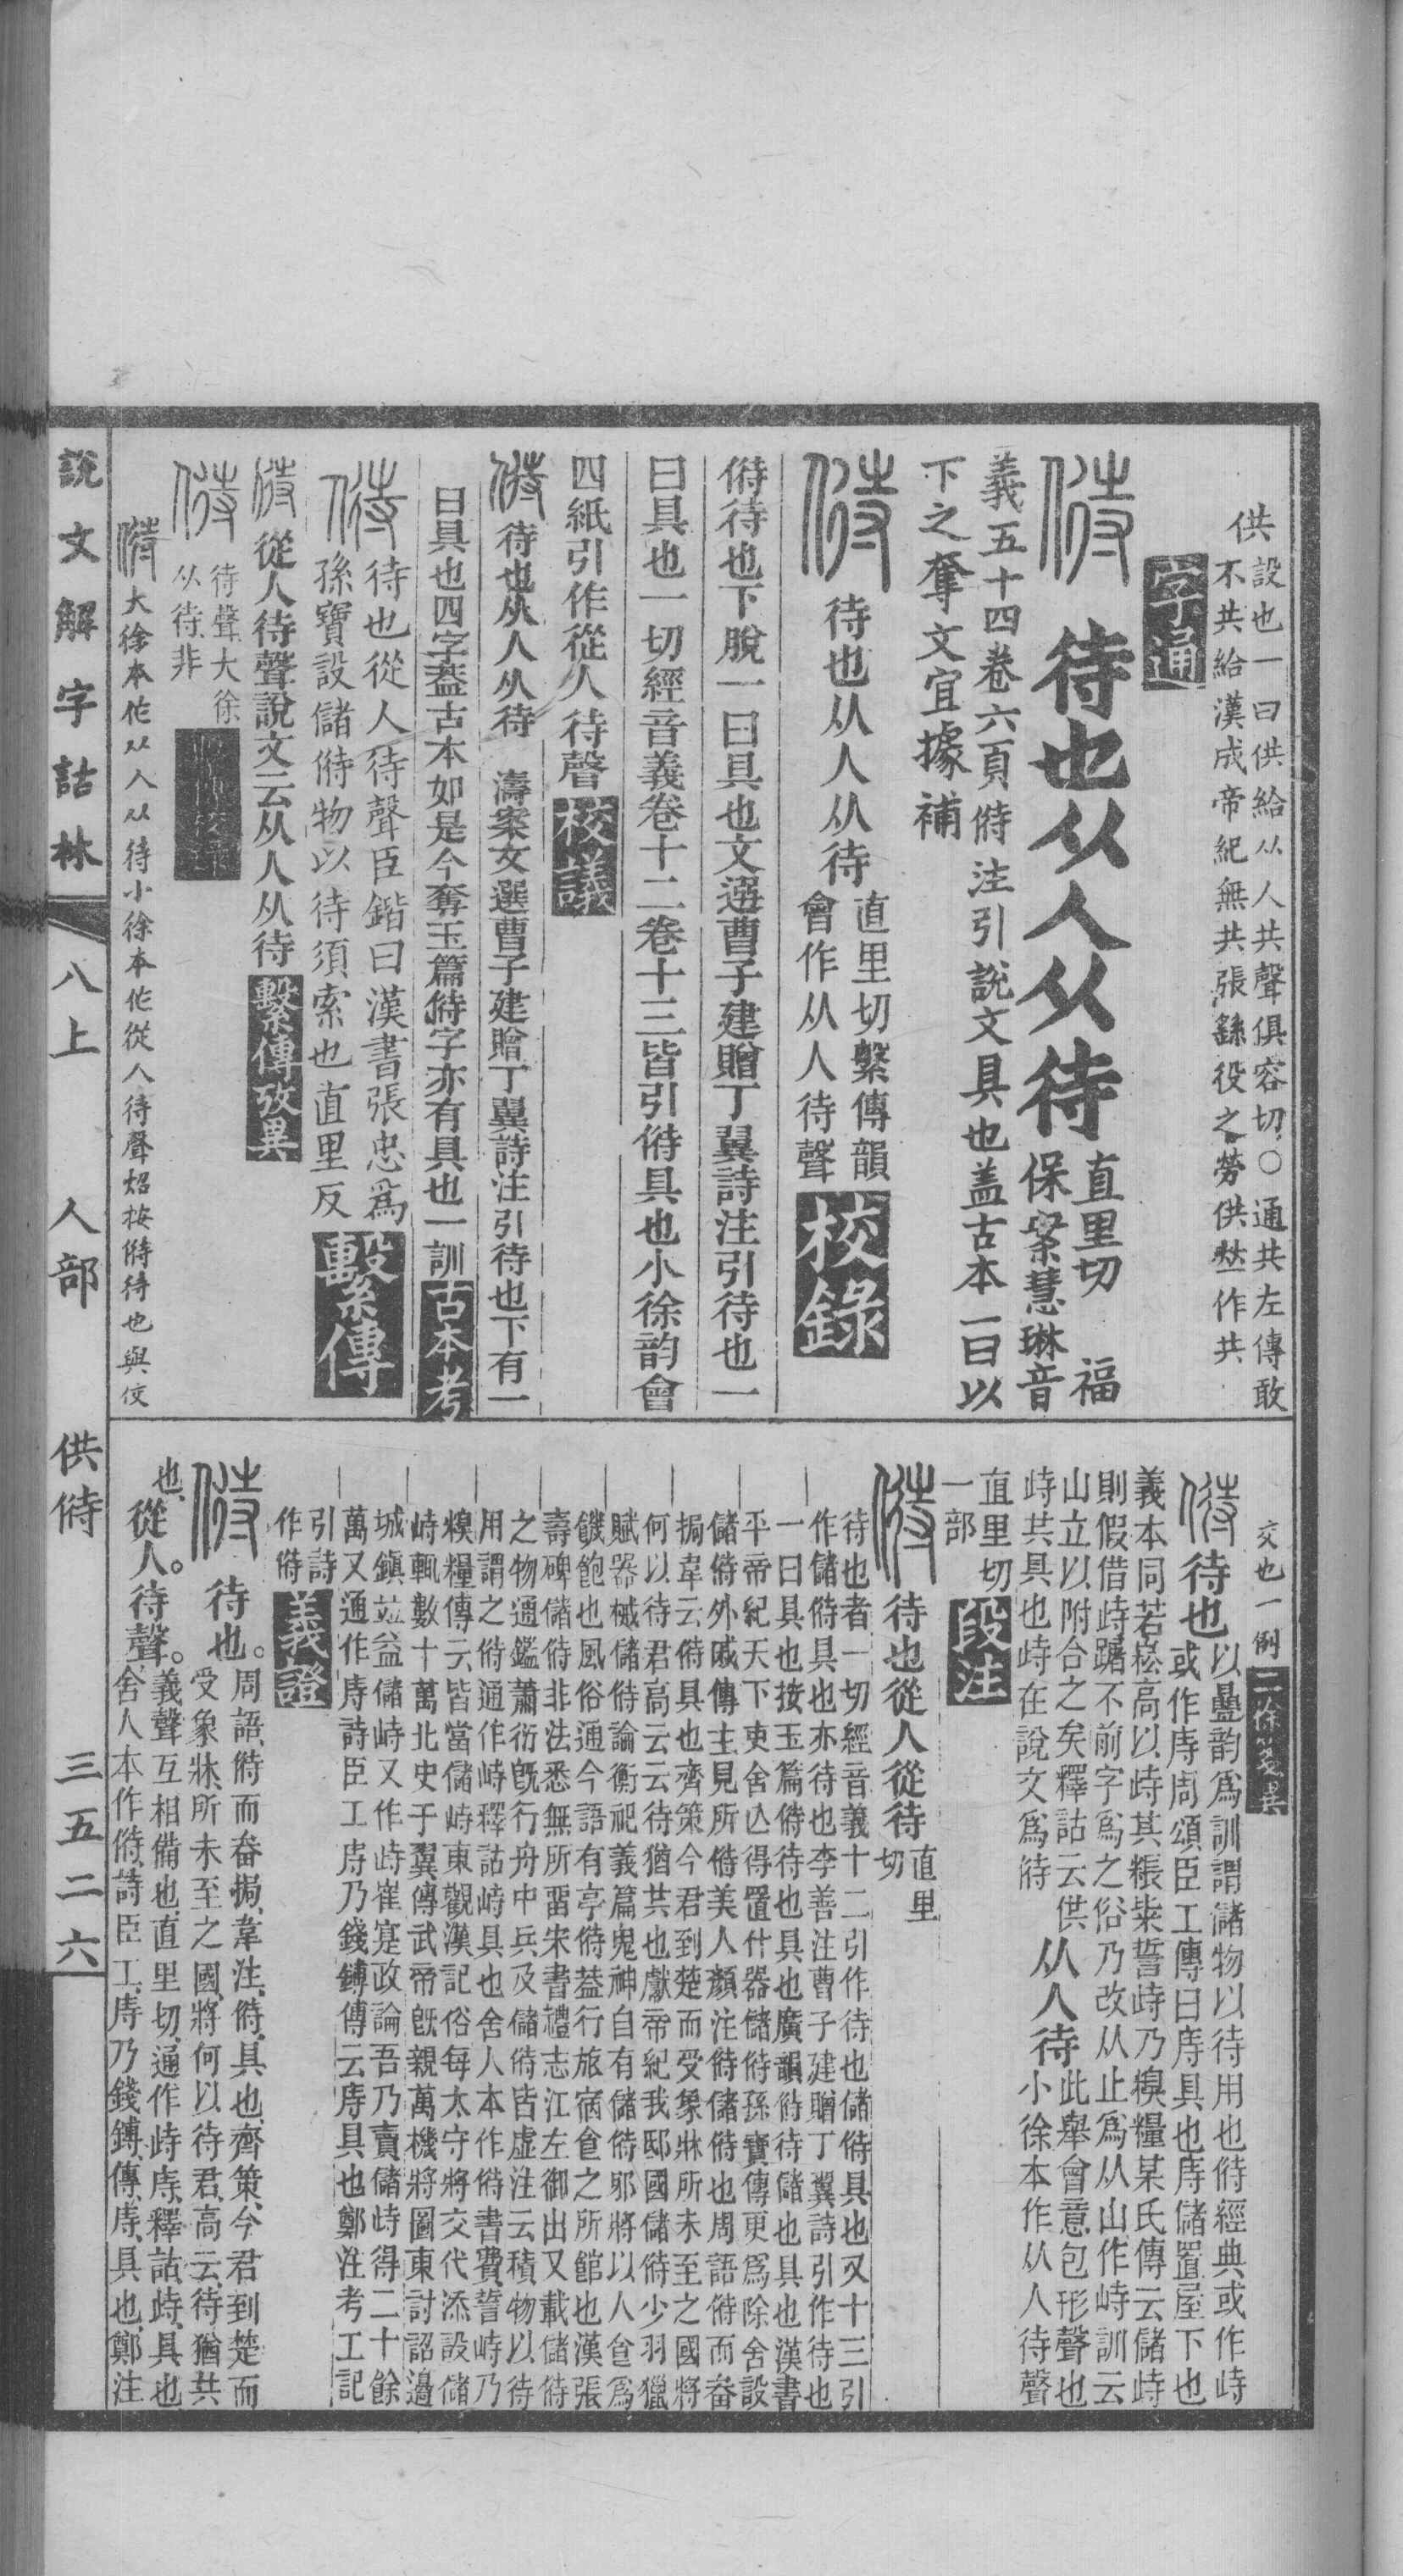 供設也一曰供給从人共聲俱容切○通共左傳敢
不共給漢成帝紀無共張繇役之勞供竝作共
字通
偫 待也从人从待直里切 福
保案慧琳音
義五十四卷六頁偫注引說文具也盖古本一曰以
下之奪文宜據補
偫 待也从人从待直里切繫傳韻
會作从人待聲校錄
偫待也下脫一曰具也文選曹子建贈丁翼詩注引待也一
曰具也一切經音義卷十二卷十三皆引偫具也小徐韵會
四紙引作從人待聲校議
偫待也从人从待 濤案文選曹子建贈丁翼詩注引待也下有一
曰具也四字葢古本如是今奪玉篇偫字亦有具也一訓古本考
偫待也從人待聲臣鍇曰漢書張忠爲
孫寶設儲偫物以待須索也直里反繫傳
偫從人待聲說文云从人从待繫傳攷異
偫待聲大徐
从待非
偫大徐本作从人从待小徐本作從人待聲炤按偫待也與佼
交也一例二徐箋異
偫待也以疊韵爲訓謂儲物以待用也偫經典或作峙
或作庤周頌臣工傳曰庤具也庤儲置屋下也
義本同若崧高以峙其粻柴誓峙乃糗糧某氏傳云儲峙
則假借峙躇不前字爲之俗乃改从止爲从山作峙訓云
山立以附合之矣釋詁云供
峙共具也峙在說文爲偫从人待此舉會意包形聲也
小徐本作从人待聲
直里切
一部段注
偫待也從人從待直里
切
待也者一切經音義十二引作待也儲偫具也又十三引
作儲偫具也亦待也李善注曹子建贈丁翼詩引作待也
一曰具也按玉篇偫待也具也廣韻偫待儲也具也漢書
平帝紀天下吏舍亾得置什器儲偫孫寶傳更爲除舍設
儲偫外戚傳主見所偫美人顏注偫儲偫也周語偫而畚
挶韋云偫具也齊策今君到楚而受象牀所未至之國將
何以待君高云云待猶共也獻帝紀我邸國儲偫少羽獵
賦器械儲偫論衡祀義篇鬼神自有儲偫邪將以人食爲
饑飽也風俗通今語有亭偫葢行旅宿食之所館也漢張
壽碑儲偫非法悉無所畱宋書禮志江左御出又載儲偫
之物通鑑蕭衍旣行舟中兵及儲偫皆虛注云積物以待
用謂之偫通作峙釋詁峙具也舍人本作偫書費誓峙乃
糗糧傳云皆當儲峙東觀漢記俗每太守將交代添設儲
峙輒數十萬北史于翼傳武帝旣親萬機將圖東討詔邊
城鎭竝益儲峙又作峙崔寔政論吾乃賣儲峙得二十餘
萬又通作庤詩臣工庤乃錢鎛傳云庤具也鄭注考工記
引詩
作偫義證
偫 待也。周語、偫而畚挶、韋注、偫、具也、齊策、今君到楚而
受象牀、所未至之國、將何以待君、高云、待、猶共
也、從人。待聲。義聲互相備也、直里切、通作峙庤、釋詁、峙、具也、
舍人本作偫、詩臣工、庤乃錢鎛、傳、庤、具也、鄭注
說文解字詁林 八上 人部 供偫 三五二六